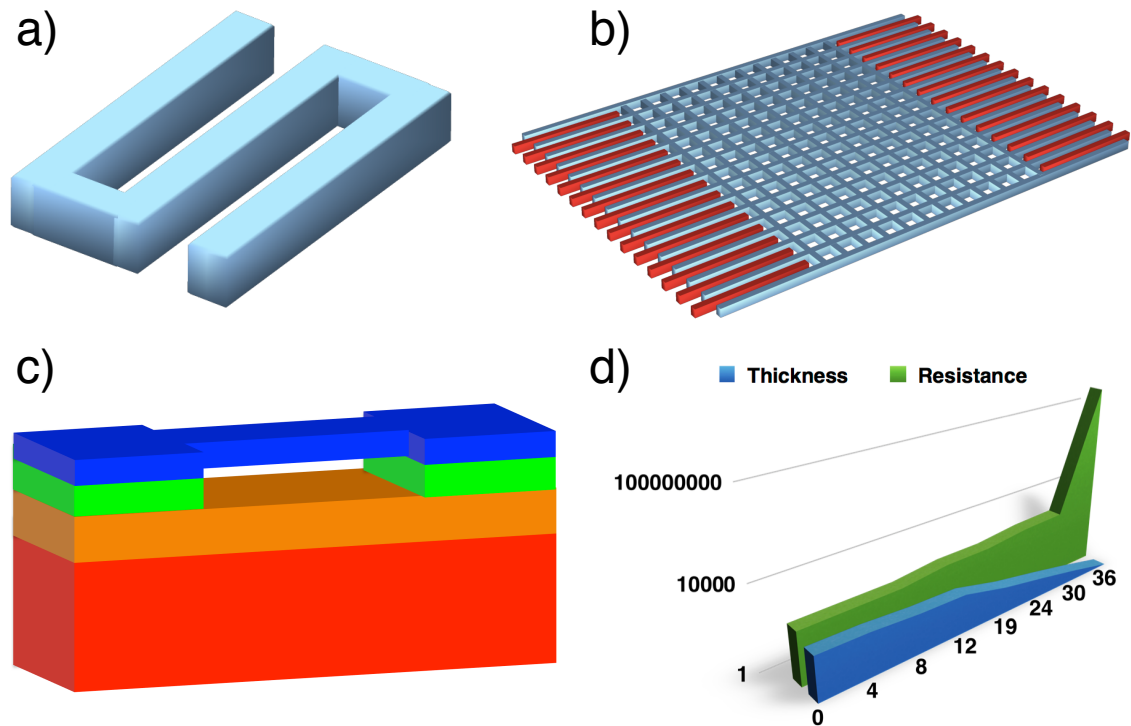 a)
b)
c)
d)
Thickness
Resistance
100000000
10000
1
0
4
8
12
19
24
30
36